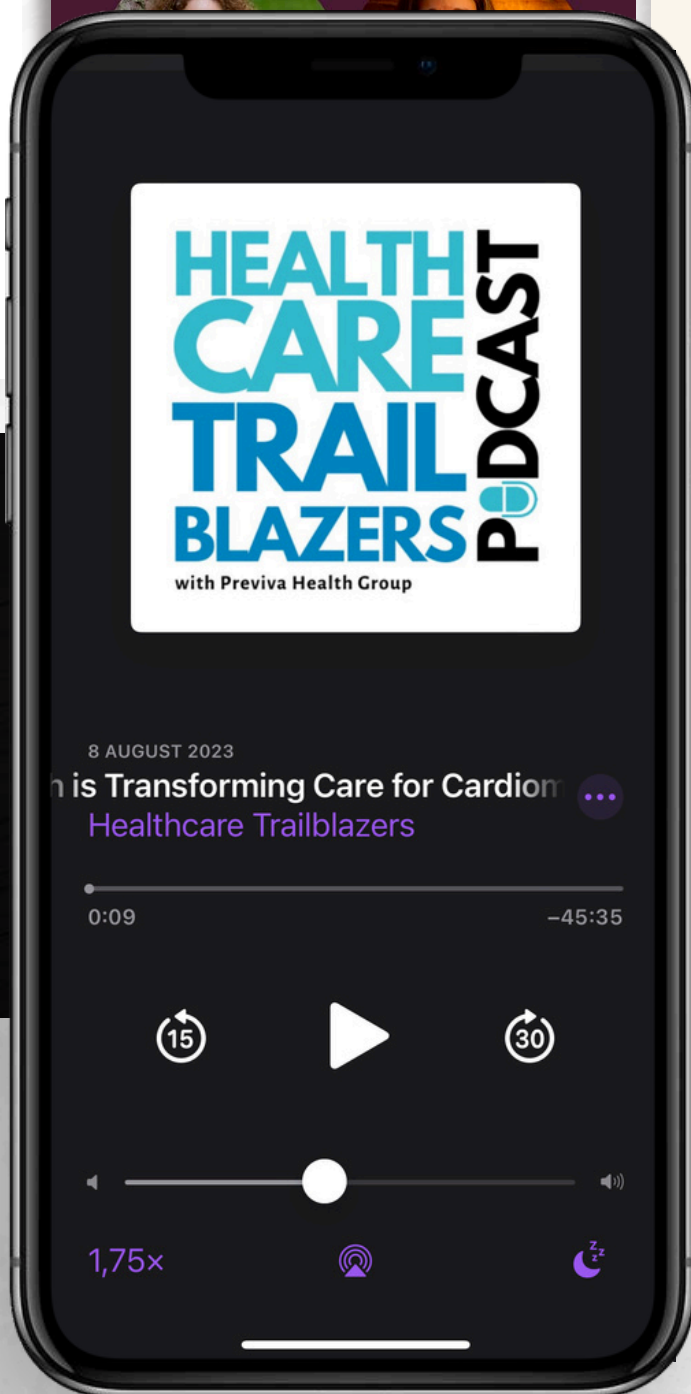 HEALTH
CARE
TRAIL
BLAZERS
PODCAST
with Previva Health Group
8 AUGUST 2023
h is Transforming Care for Cardiom
Healthcare Trailblazers
0:09
−45:35
15
30
1,75×
zzz